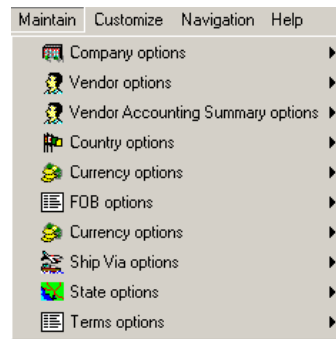 Maintain Customize Navigation Help
Company options
Vendor options
Vendor Accounting Summary options
Country options
Currency options
FOB options
Currency options
Ship Via options
State options
Terms options